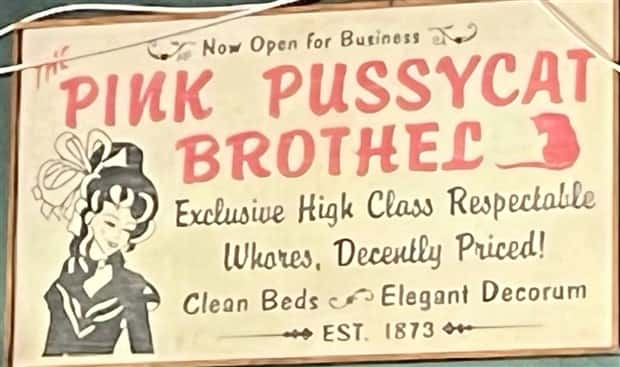 Now Open for Business
THE
PINK PUSSYCAT
BROTHEL
Exclusive High Class Respectable
Whores, Decently Priced!
Clean Beds Elegant Decorum
EST. 1873